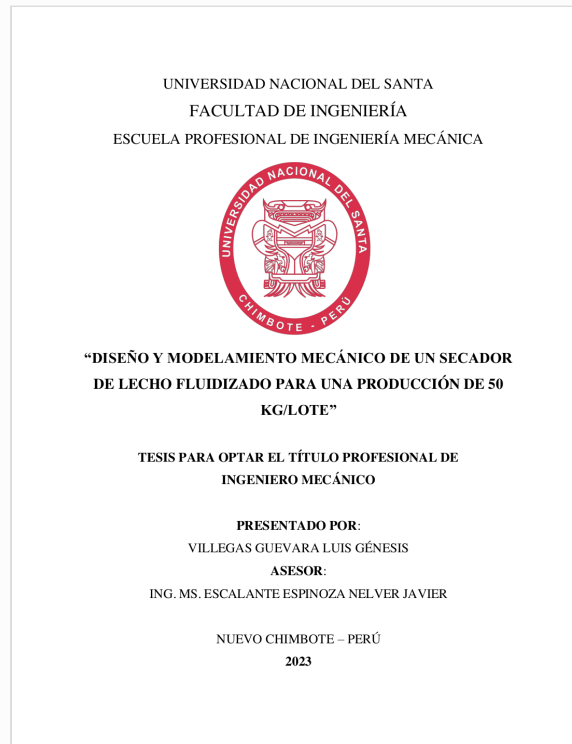 UNIVERSIDAD NACIONAL DEL SANTA
FACULTAD DE INGENIERÍA
ESCUELA PROFESIONAL DE INGENIERÍA MECÁNICA
UNIVERSIDAD NACIONAL DEL SANTA
CHIMBOTE - PERÚ
“DISEÑO Y MODELAMIENTO MECÁNICO DE UN SECADOR
DE LECHO FLUIDIZADO PARA UNA PRODUCCIÓN DE 50
KG/LOTE”
TESIS PARA OPTAR EL TÍTULO PROFESIONAL DE
INGENIERO MECÁNICO
PRESENTADO POR:
VILLEGAS GUEVARA LUIS GÉNESIS
ASESOR:
ING. MS. ESCALANTE ESPINOZA NELVER JAVIER
NUEVO CHIMBOTE – PERÚ
2023